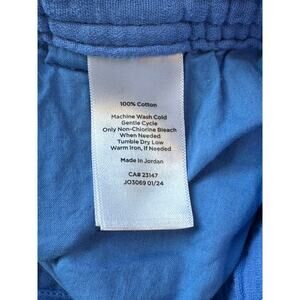 100% Cotton
Machine Wash Cold
Gentle Cycle
Only Non-Chlorine Bleach
When Needed
Tumble Dry Low
Warm Iron, if Needed
Made in Jordan
CA# 23147
JO3069 01/24